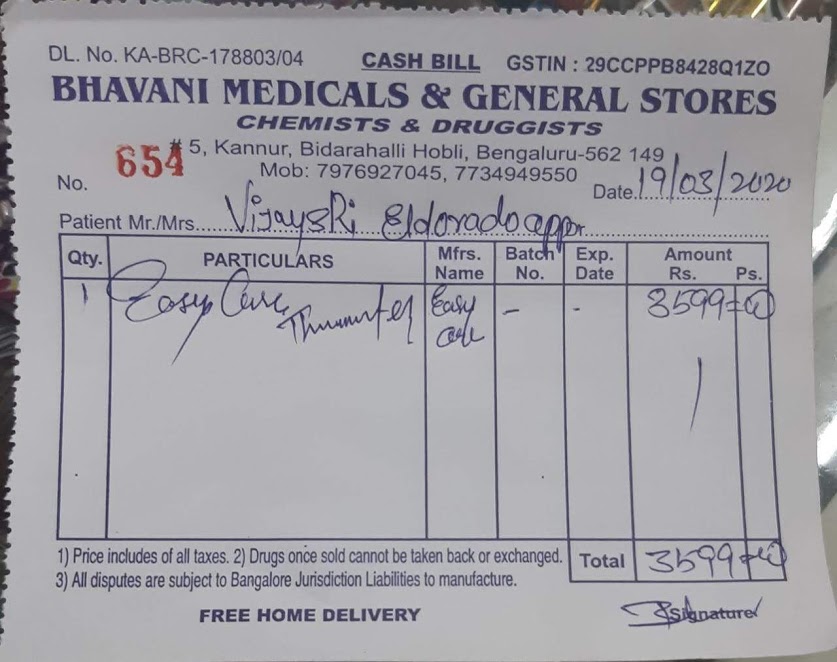 DL. No. KA-BRC-178803/04 CASH BILL GSTIN : 29CCPPB8428Q1ZO
BHAVANI MEDICALS & GENERAL STORES
CHEMISTS & DRUGGISTS
# 5, Kannur, Bidarahalli Hobli, Bengaluru-562 149
No. 654 Mob: 7976927045, 7734949550 Date. 19/03/2020
Patient Mr./Mrs. Vijaysri Eldorado
Qty. PARTICULARS Mfrs. Name Batch No. Exp. Date Amount Rs. Ps.
1 Easy Care Easy Care - - 3599=00
1) Price includes of all taxes. 2) Drugs once sold cannot be taken back or exchanged. Total 3599=00
3) All disputes are subject to Bangalore Jurisdiction Liabilities to manufacture.
FREE HOME DELIVERY Signature